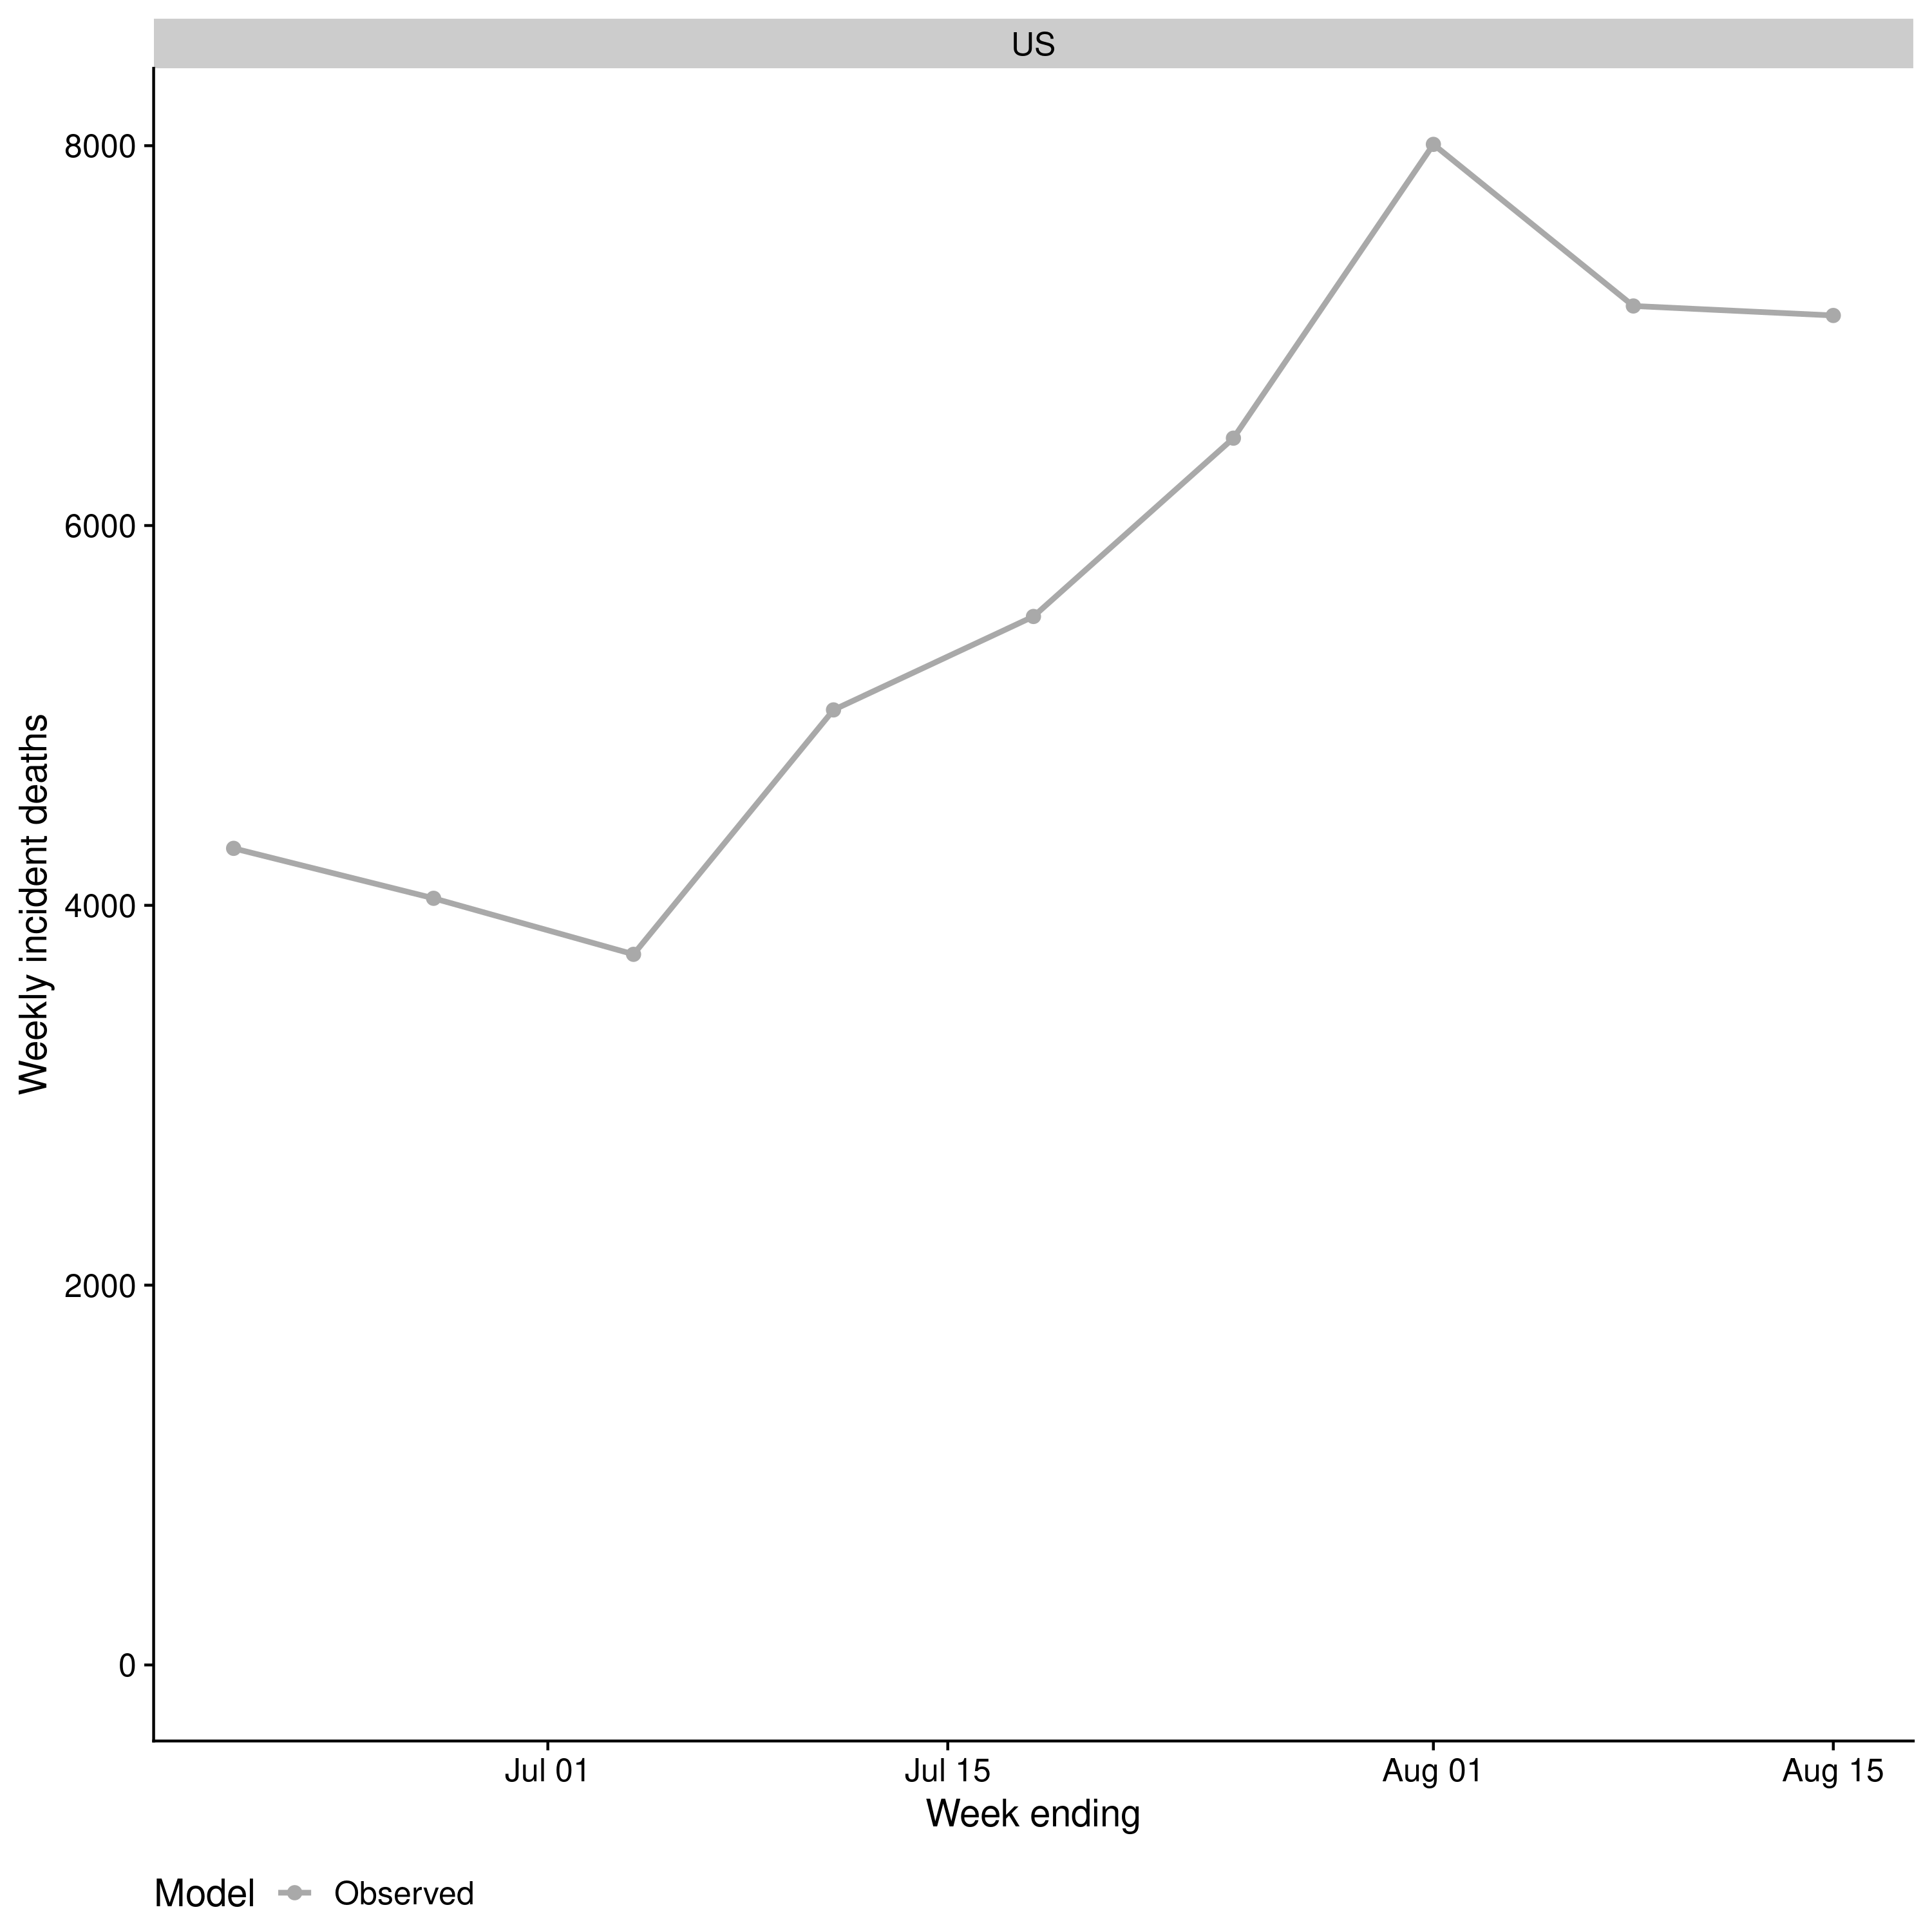 US
8000
6000
4000
2000
0
Weekly incident deaths
Jul 01 Jul 15 Aug 01 Aug 15
Week ending
Model Observed